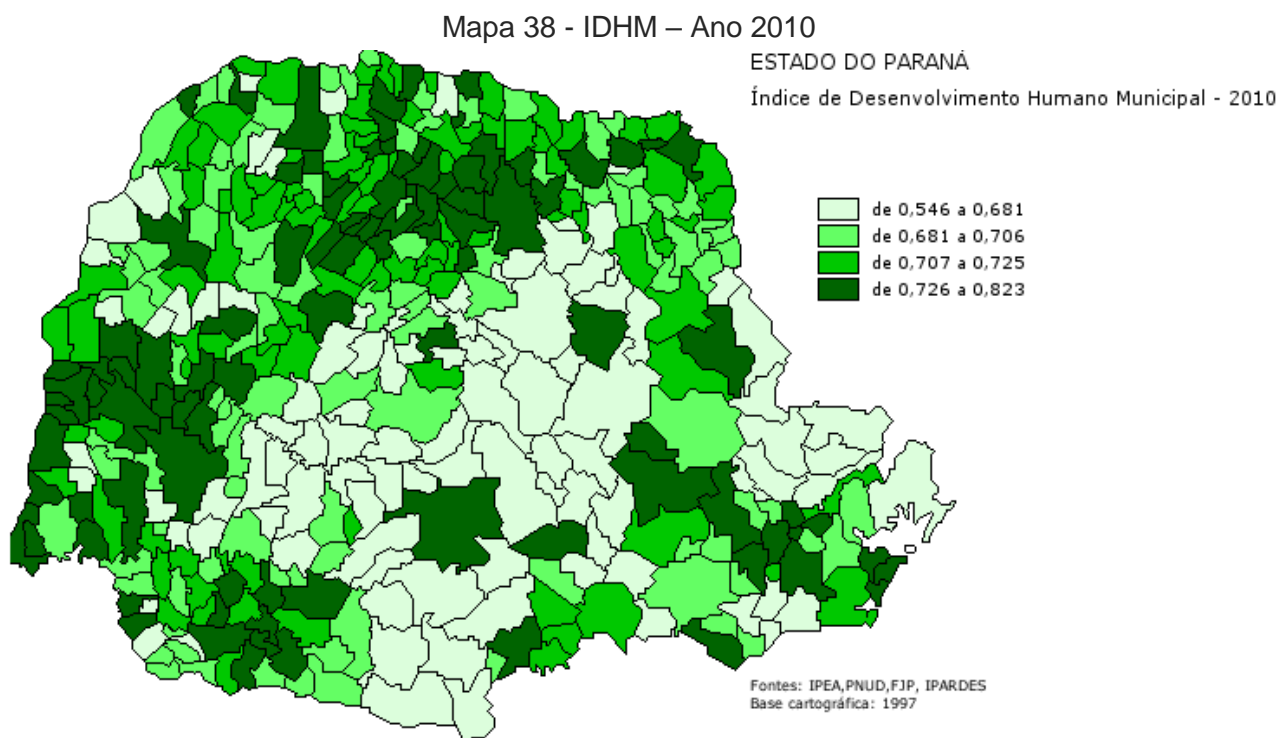 Mapa 38 - IDHM – Ano 2010
ESTADO DO PARANÁ
Índice de Desenvolvimento Humano Municipal - 2010
de 0,546 a 0,681
de 0,681 a 0,706
de 0,707 a 0,725
de 0,726 a 0,823
Fontes: IPEA,PNUD,FJP, IPARDES
Base cartográfica: 1997